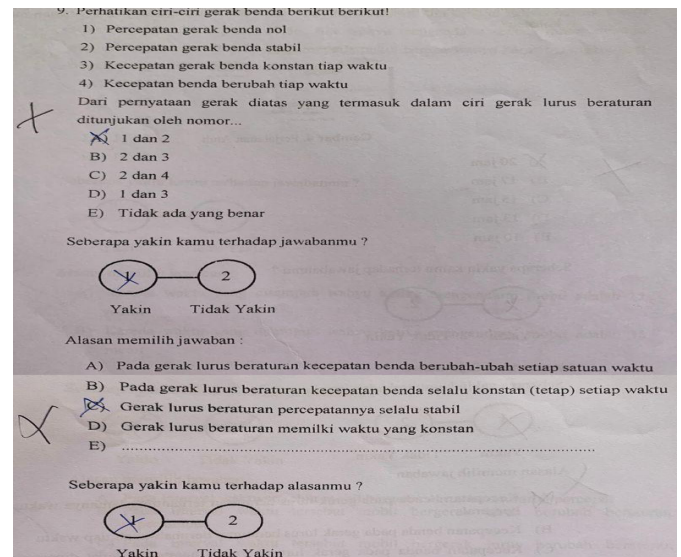 9. Perhatikan ciri-ciri gerak benda berikut berikut!
1) Percepatan gerak benda nol
2) Percepatan gerak benda stabil
3) Kecepatan gerak benda konstan tiap waktu
4) Kecepatan benda berubah tiap waktu
Dari pernyataan gerak diatas yang termasuk dalam ciri gerak lurus beraturan
ditunjukan oleh nomor...
A) 1 dan 2
B) 2 dan 3
C) 2 dan 4
D) 1 dan 3
E) Tidak ada yang benar
Seberapa yakin kamu terhadap jawabanmu ?
1 2
Yakin Tidak Yakin
Alasan memilih jawaban :
A) Pada gerak lurus beraturan kecepatan benda berubah-ubah setiap satuan waktu
B) Pada gerak lurus beraturan kecepatan benda selalu konstan (tetap) setiap waktu
C) Gerak lurus beraturan percepatannya selalu stabil
D) Gerak lurus beraturan memilki waktu yang konstan
E) ................................................................
Seberapa yakin kamu terhadap alasanmu ?
1 2
Yakin Tidak Yakin